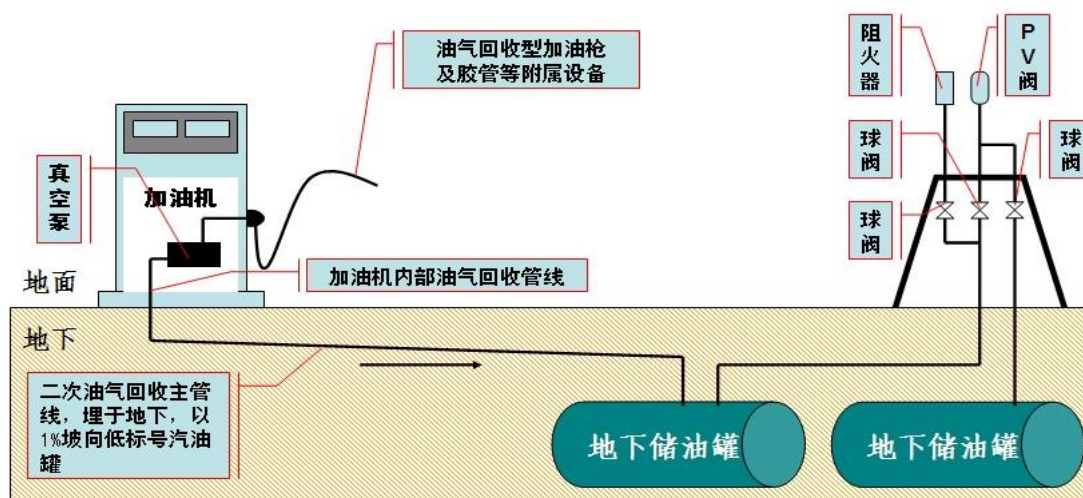 油气回收型加油枪
及胶管等附属设备
阻火器
PV阀
真空泵
加油机
球阀
球阀
球阀
加油机内部油气回收管线
地面
地下
二次油气回收主管
线，埋于地下，以
1%坡向低标号汽油
罐
地下储油罐
地下储油罐